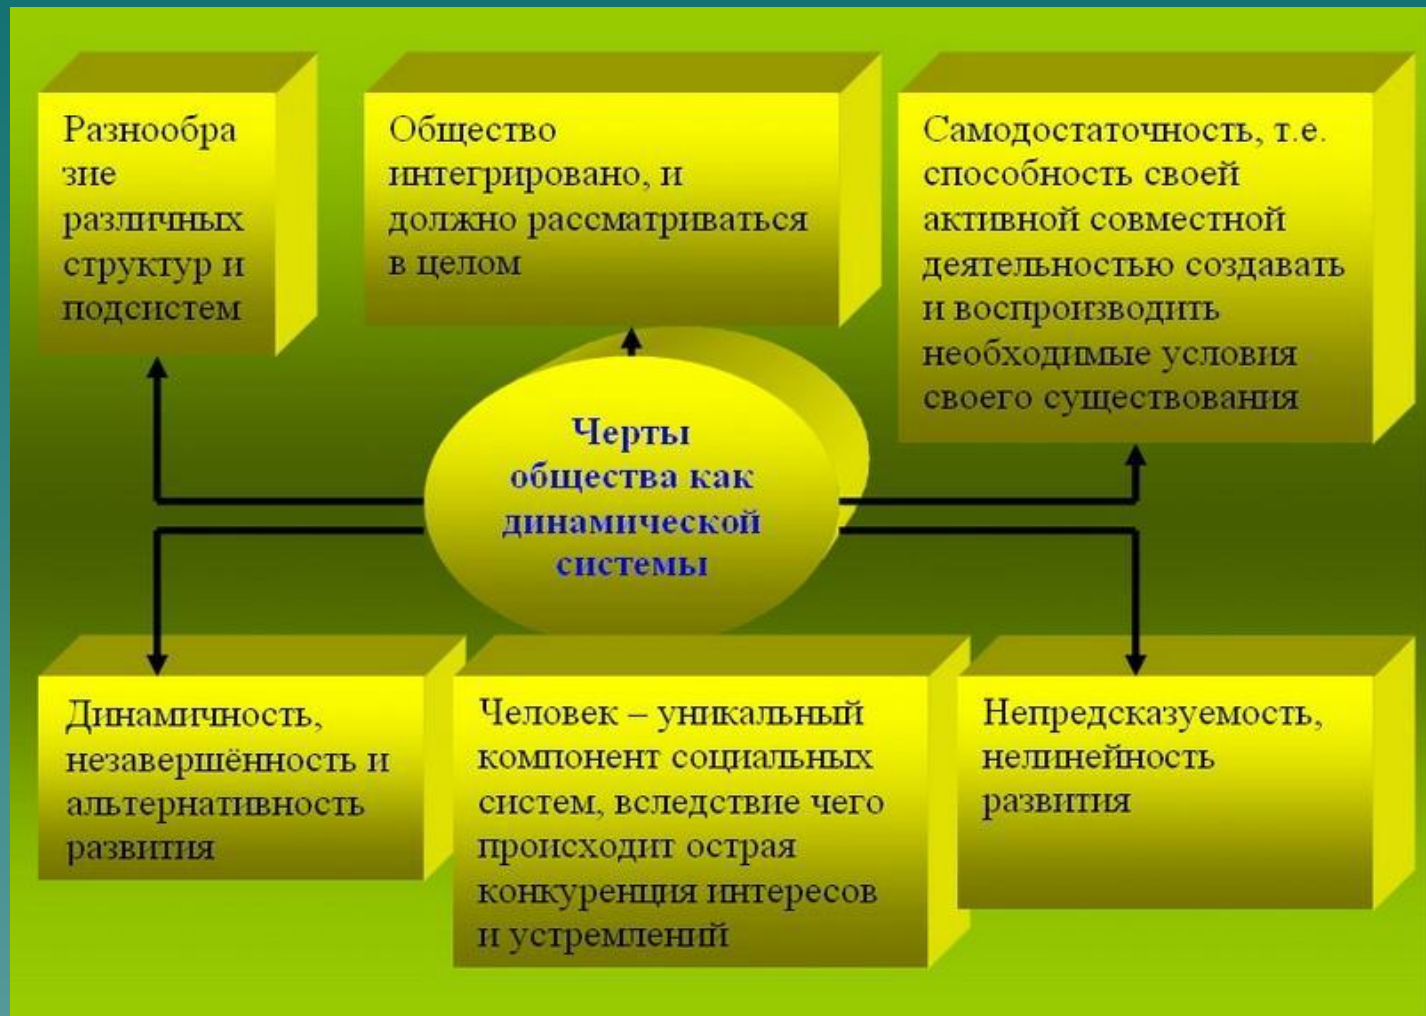 Разнообра
зие
различных
структур и
подсистем
Общество
интегрировано, и
должно рассматриваться
в целом
Самодостаточность, т.е.
способность своей
активной совместной
деятельностью создавать
и воспроизводить
необходимые условия
своего существования
Черты
общества как
динамической
системы
Динамичность,
незавершённость и
альтернативность
развития
Человек – уникальный
компонент социальных
систем, вследствие чего
происходит острая
конкуренция интересов
и устремлений
Непредсказуемость,
нелинейность
развития